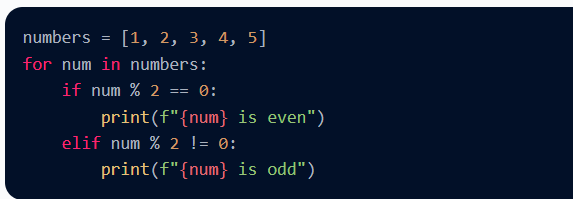 numbers = [1, 2, 3, 4, 5]
for num in numbers:
    if num % 2 == 0:
        print(f"{num} is even")
    elif num % 2 != 0:
        print(f"{num} is odd")